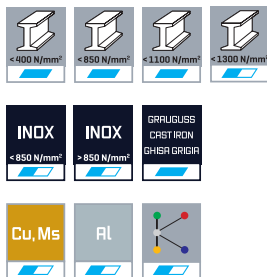 <400 N/mm²
<850 N/mm²
<1100 N/mm²
<1300 N/mm²
INOX
<850 N/mm²
INOX
>850 N/mm²
GRAUGUSS
CAST IRON
GHISA GRIGIA
Cu, Ms
Al